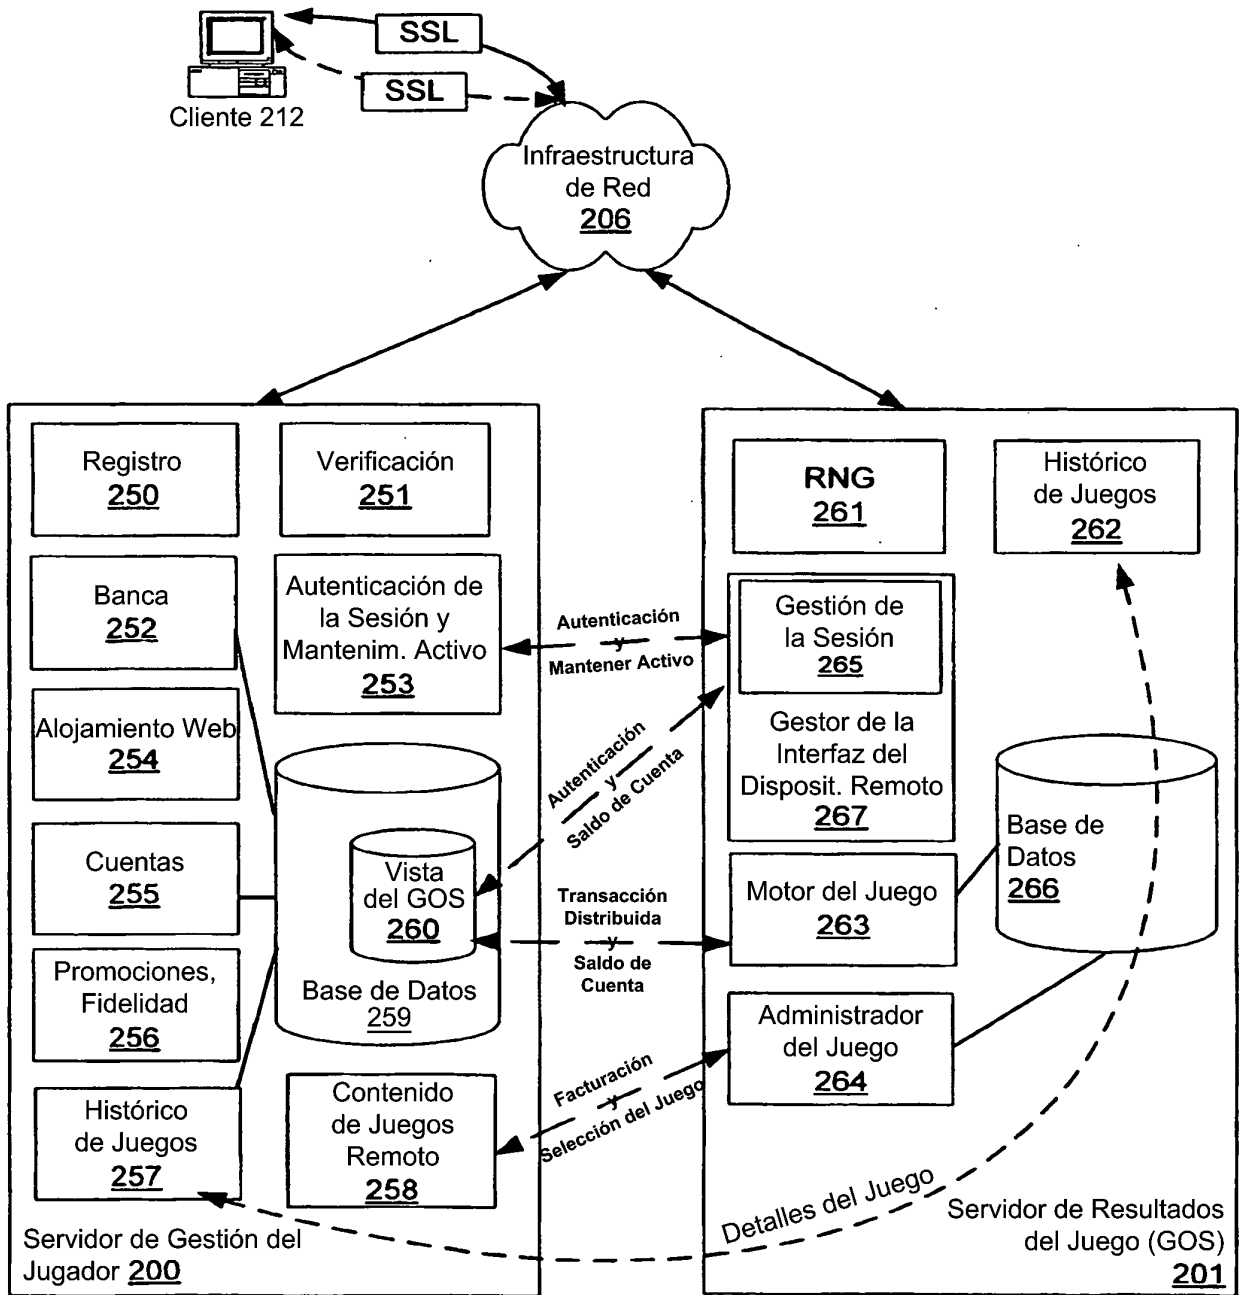 SSL
SSL
Cliente 212
Infraestructura
de Red
206
Registro
250
Verificación
251
Banca
252
Autenticación de
la Sesión y
Mantenim. Activo
253
Alojamiento Web
254
Cuentas
255
Promociones,
Fidelidad
256
Histórico
de Juegos
257
Vista
del GOS
260
Base de Datos
259
Contenido
de Juegos
Remoto
258
Servidor de Gestión del
Jugador 200
Autenticación
y
Mantener Activo
Autenticación
y
Saldo de Cuenta
Transacción
Distribuida
y
Saldo de
Cuenta
Facturación
y
Selección del Juego
Detalles del Juego
RNG
261
Histórico
de Juegos
262
Gestión de
la Sesión
265
Gestor de la
Interfaz del
Disposit. Remoto
267
Motor del Juego
263
Base de
Datos
266
Administrador
del Juego
264
Servidor de Resultados
del Juego (GOS)
201